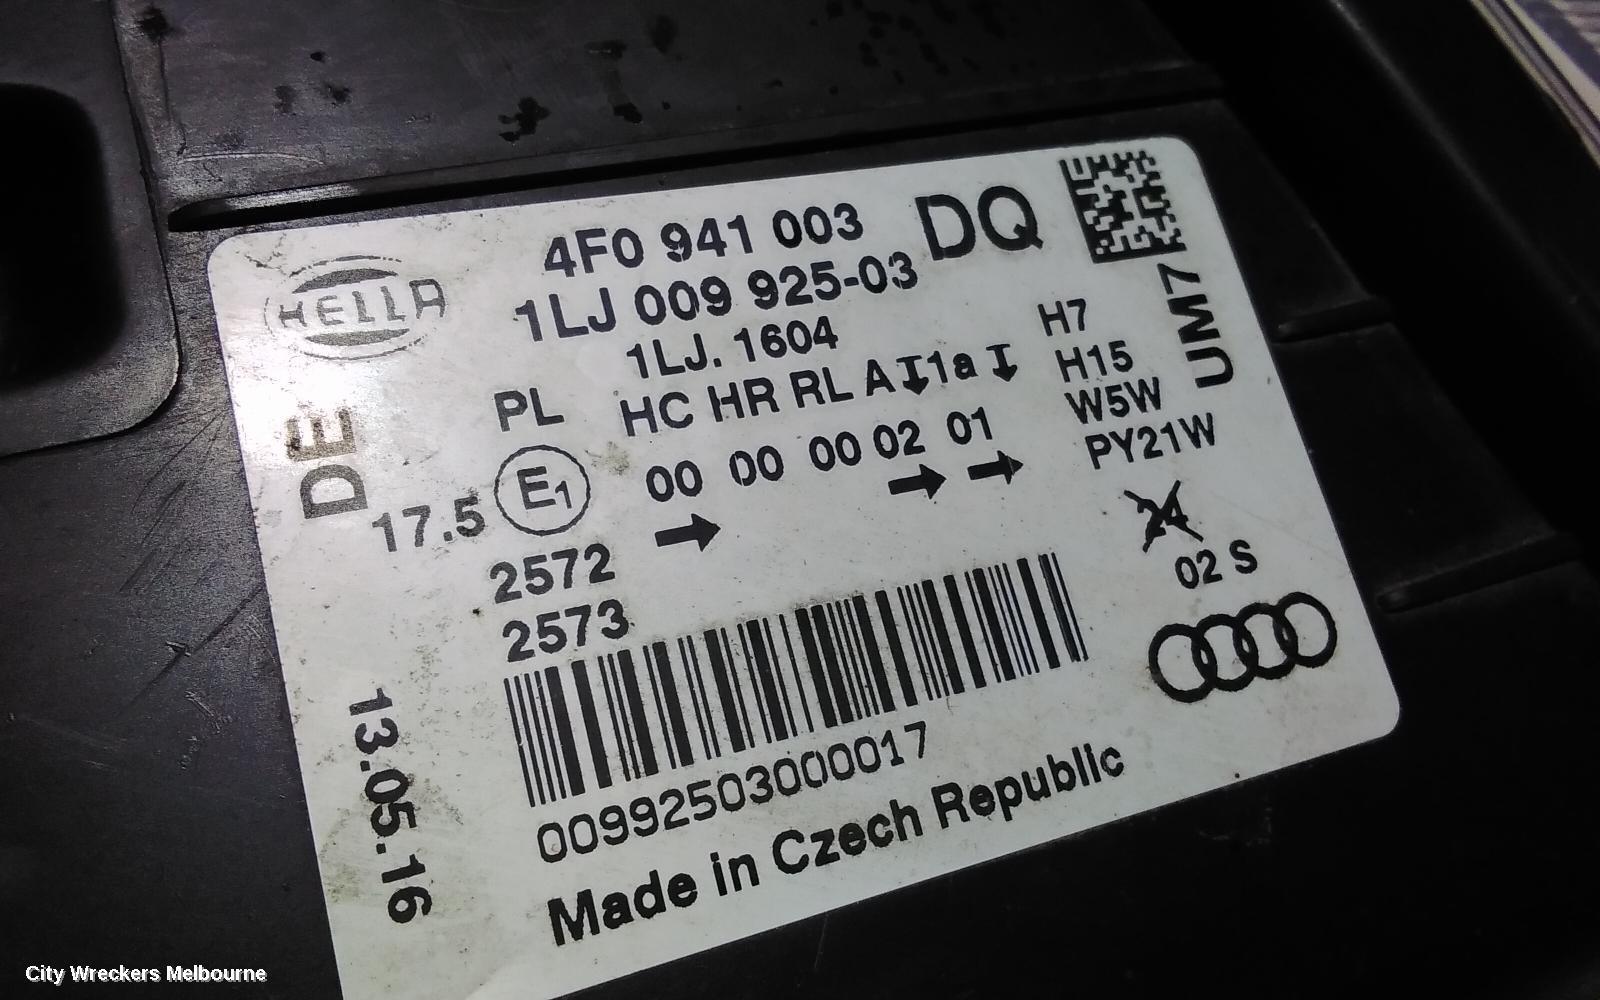 HELLA
4F0 941 003 DQ
1LJ 009 925-03
1LJ. 1604
UM7
DE
PL HC HR RL A 1a
H7
H15
W5W
PY21W
17.5 E1 00 00 00 02 01
2572
2573
24
02 S
13.05.16
00992503000017
Made in Czech Republic
City Wreckers Melbourne